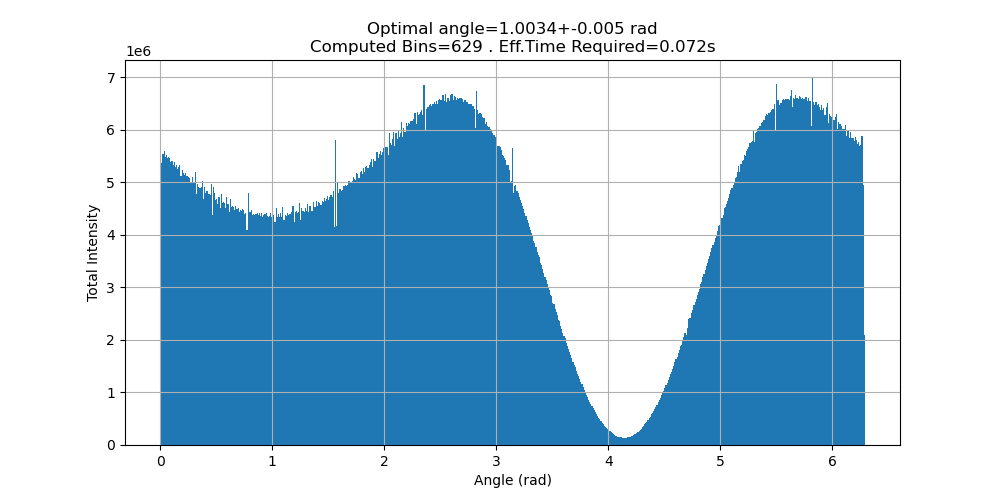 Optimal angle=1.0034+-0.005 rad
Computed Bins=629 . Eff.Time Required=0.072s
1e6
7
6
5
4
3
2
1
0
Total Intensity
0 1 2 3 4 5 6
Angle (rad)